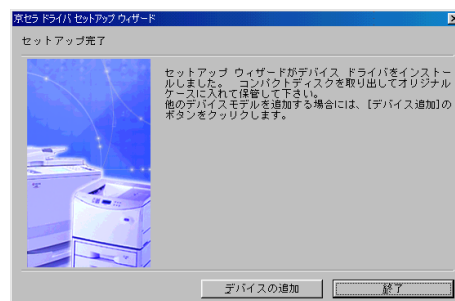 京セラ ドライバ セットアップ ウィザード
セットアップ完了
セットアップ ウィザードがデバイス ドライバをインストー
ルしました。 コンパクトディスクを取り出してオリジナル
ケースに入れて保管して下さい。
他のデバイスモデルを追加する場合には、[デバイス追加]の
ボタンをクッリクします。
デバイスの追加
終了